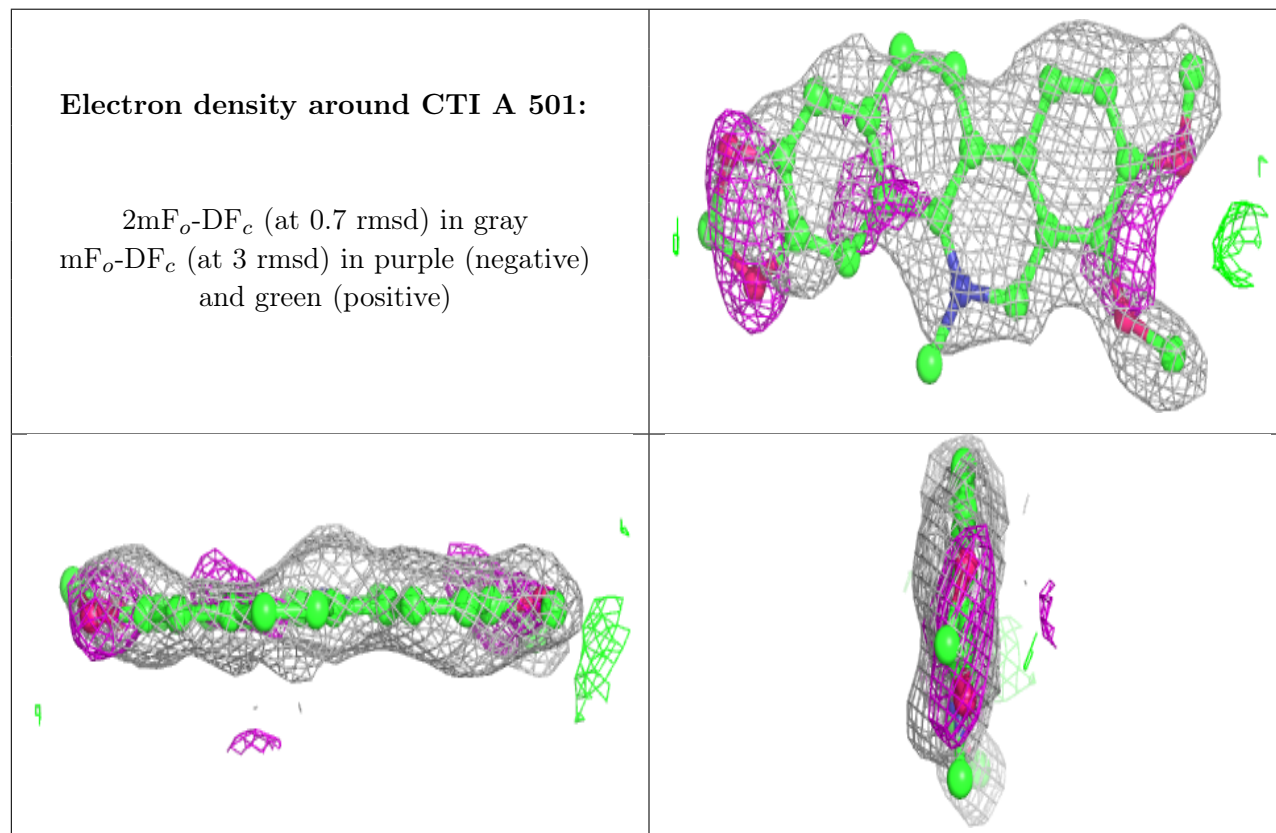 Electron density around CTI A 501:
2mFₒ-DF𝒸 (at 0.7 rmsd) in gray
mFₒ-DF𝒸 (at 3 rmsd) in purple (negative)
and green (positive)